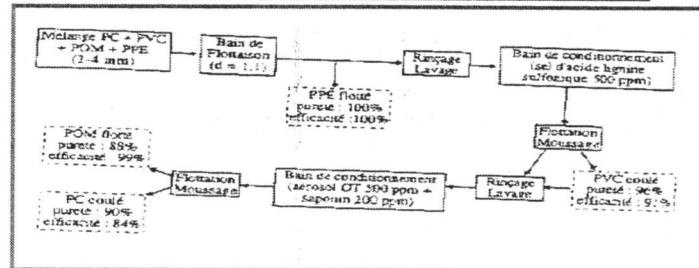 Mélange PC + PVC
+ POM + PPE
(2-4 mm)
Bain de
Flottaison
(d = 1.1)
Rinçage
Lavage
Bain de conditionnement
(sel d'acide lignine
sulfonique 500 ppm)
PPE flotté
pureté : 100%
efficacité : 100%
Flottation
Moussage
POM flotté
pureté : 88%
efficacité : 99%
Flottation
Moussage
Bain de conditionnement
(aérosol OT 500 ppm +
saponin 200 ppm)
Rinçage
Lavage
PVC coulé
pureté : 96%
efficacité :
PC coulé
pureté : 90%
efficacité : 84%